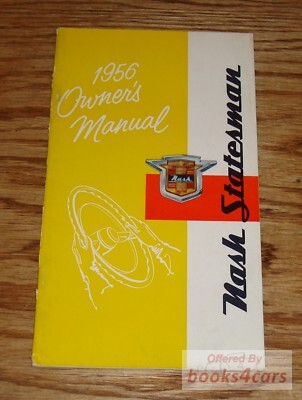 1956
Owner's
Manual
Nash
Nash Statesman
Offered By
books4cars